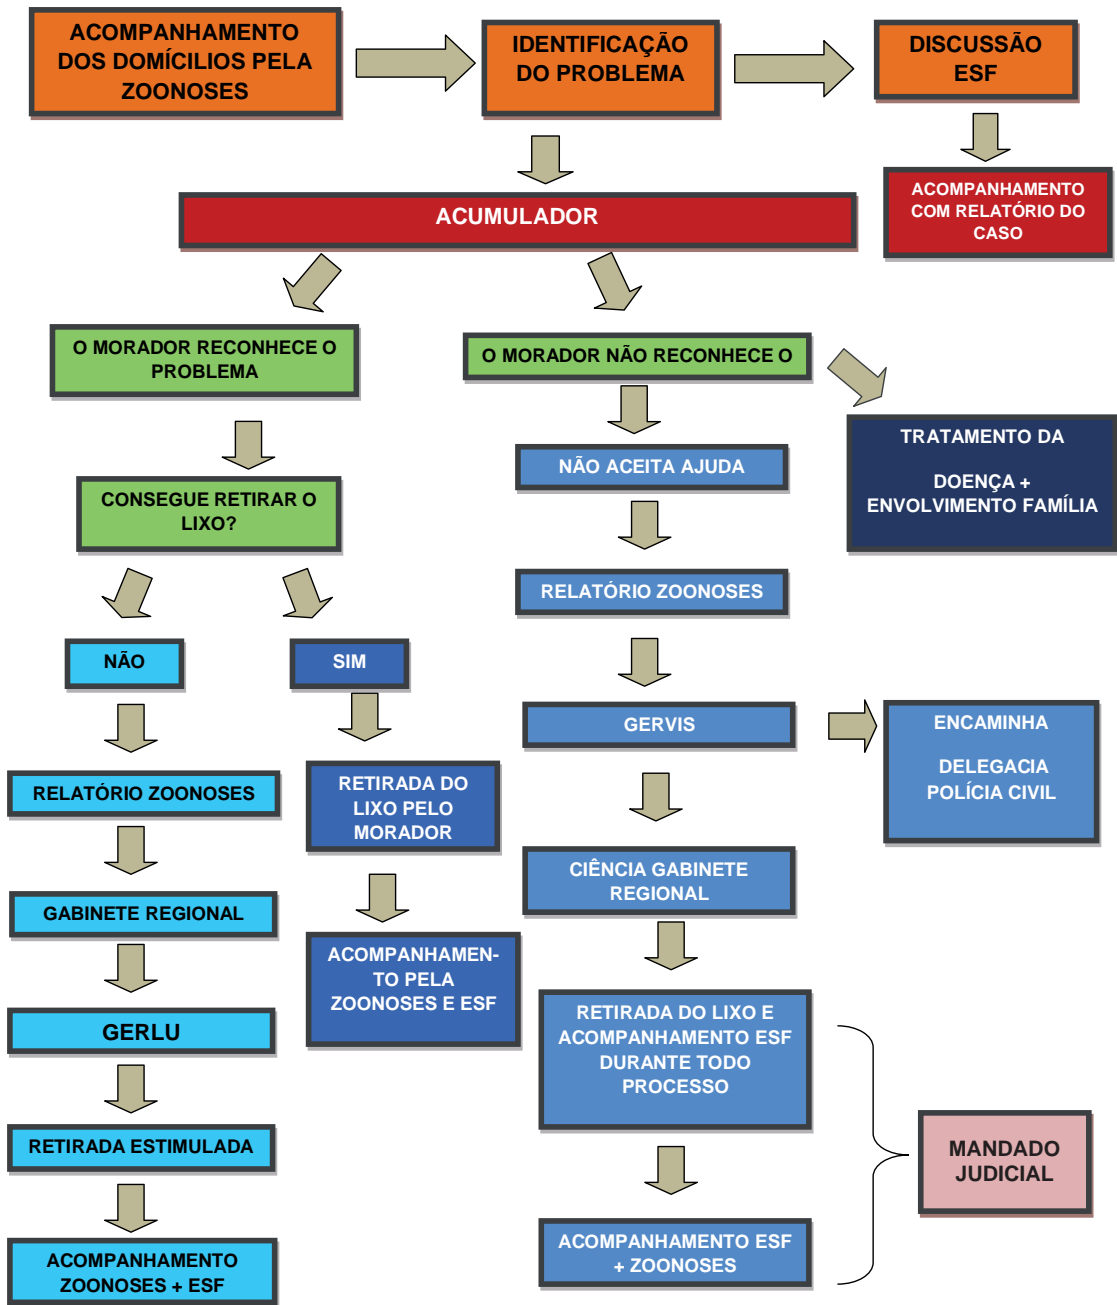 ACOMPANHAMENTO
DOS DOMÍCILIOS PELA
ZOONOSES
IDENTIFICAÇÃO
DO PROBLEMA
DISCUSSÃO
ESF
ACOMPANHAMENTO
COM RELATÓRIO DO
CASO
ACUMULADOR
O MORADOR RECONHECE O
PROBLEMA
O MORADOR NÃO RECONHECE O
TRATAMENTO DA
DOENÇA +
ENVOLVIMENTO FAMÍLIA
CONSEGUE RETIRAR O
LIXO?
NÃO
SIM
RELATÓRIO ZOONOSES
GABINETE REGIONAL
GERLU
RETIRADA ESTIMULADA
ACOMPANHAMENTO
ZOONOSES + ESF
RETIRADA DO
LIXO PELO
MORADOR
ACOMPANHAMEN-
TO PELA
ZOONOSES E ESF
NÃO ACEITA AJUDA
RELATÓRIO ZOONOSES
GERVIS
ENCAMINHA
DELEGACIA
POLÍCIA CIVIL
CIÊNCIA GABINETE
REGIONAL
RETIRADA DO LIXO E
ACOMPANHAMENTO ESF
DURANTE TODO
PROCESSO
ACOMPANHAMENTO ESF
+ ZOONOSES
MANDADO
JUDICIAL